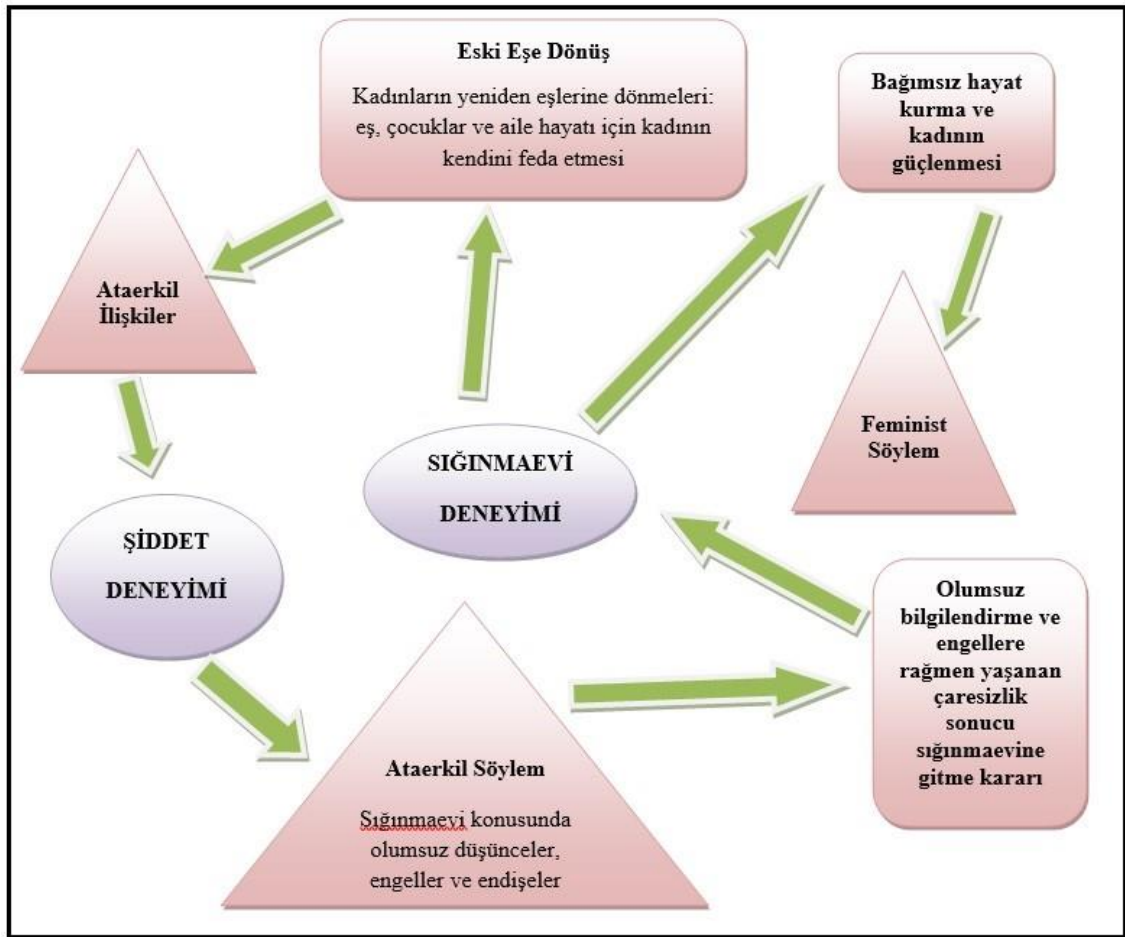 Eski Eşe Dönüş
Kadınların yeniden eşlerine dönmeleri:
eş, çocuklar ve aile hayatı için kadının
kendini feda etmesi
Bağımsız hayat
kurma ve
kadının
güçlenmesi
Ataerkil
İlişkiler
Feminist
Söylem
SIĞINMAEVİ
DENEYİMİ
ŞİDDET
DENEYİMİ
Olumsuz
bilgilendirme ve
engellere
rağmen yaşanan
çaresizlik
sonucu
sığınmaevine
gitme kararı
Ataerkil Söylem
Sığınmaevi konusunda
olumsuz düşünceler,
engeller ve endişeler